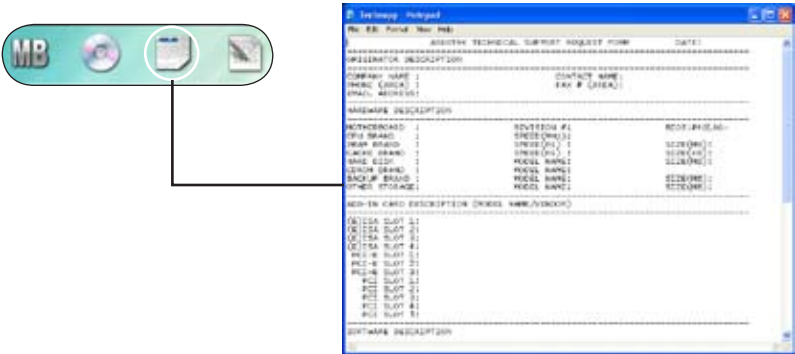 MB
Notepad
File Edit Format View Help
ASUSTEK TECHNICAL SUPPORT REQUEST FORM DATE:
ORIGINATOR DESCRIPTION
COMPANY NAME : CONTACT NAME:
PHONE (AREA) : FAX # (AREA):
EMAIL ADDRESS:
HARDWARE DESCRIPTION
MOTHERBOARD : REVISION #:
CPU BRAND : SPEED(MHz):
DRAM BRAND : SPEED(ns) : SIZE(MB):
CACHE BRAND : SPEED(ns) :
HARD DISK : MODEL NAME: SIZE(MB):
CDROM BRAND : MODEL NAME:
BACKUP BRAND : MODEL NAME: SIZE(MB):
OTHER STORAGE: MODEL NAME: SIZE(MB):
ADD-IN CARD DESCRIPTION (MODEL NAME/VENDOR)
(E)ISA SLOT 1:
(E)ISA SLOT 2:
(E)ISA SLOT 3:
(E)ISA SLOT 4:
PCI-E SLOT 1:
PCI-E SLOT 2:
PCI-E SLOT 3:
PCI SLOT 1:
PCI SLOT 2:
PCI SLOT 3:
PCI SLOT 4:
PCI SLOT 5:
SOFTWARE DESCRIPTION